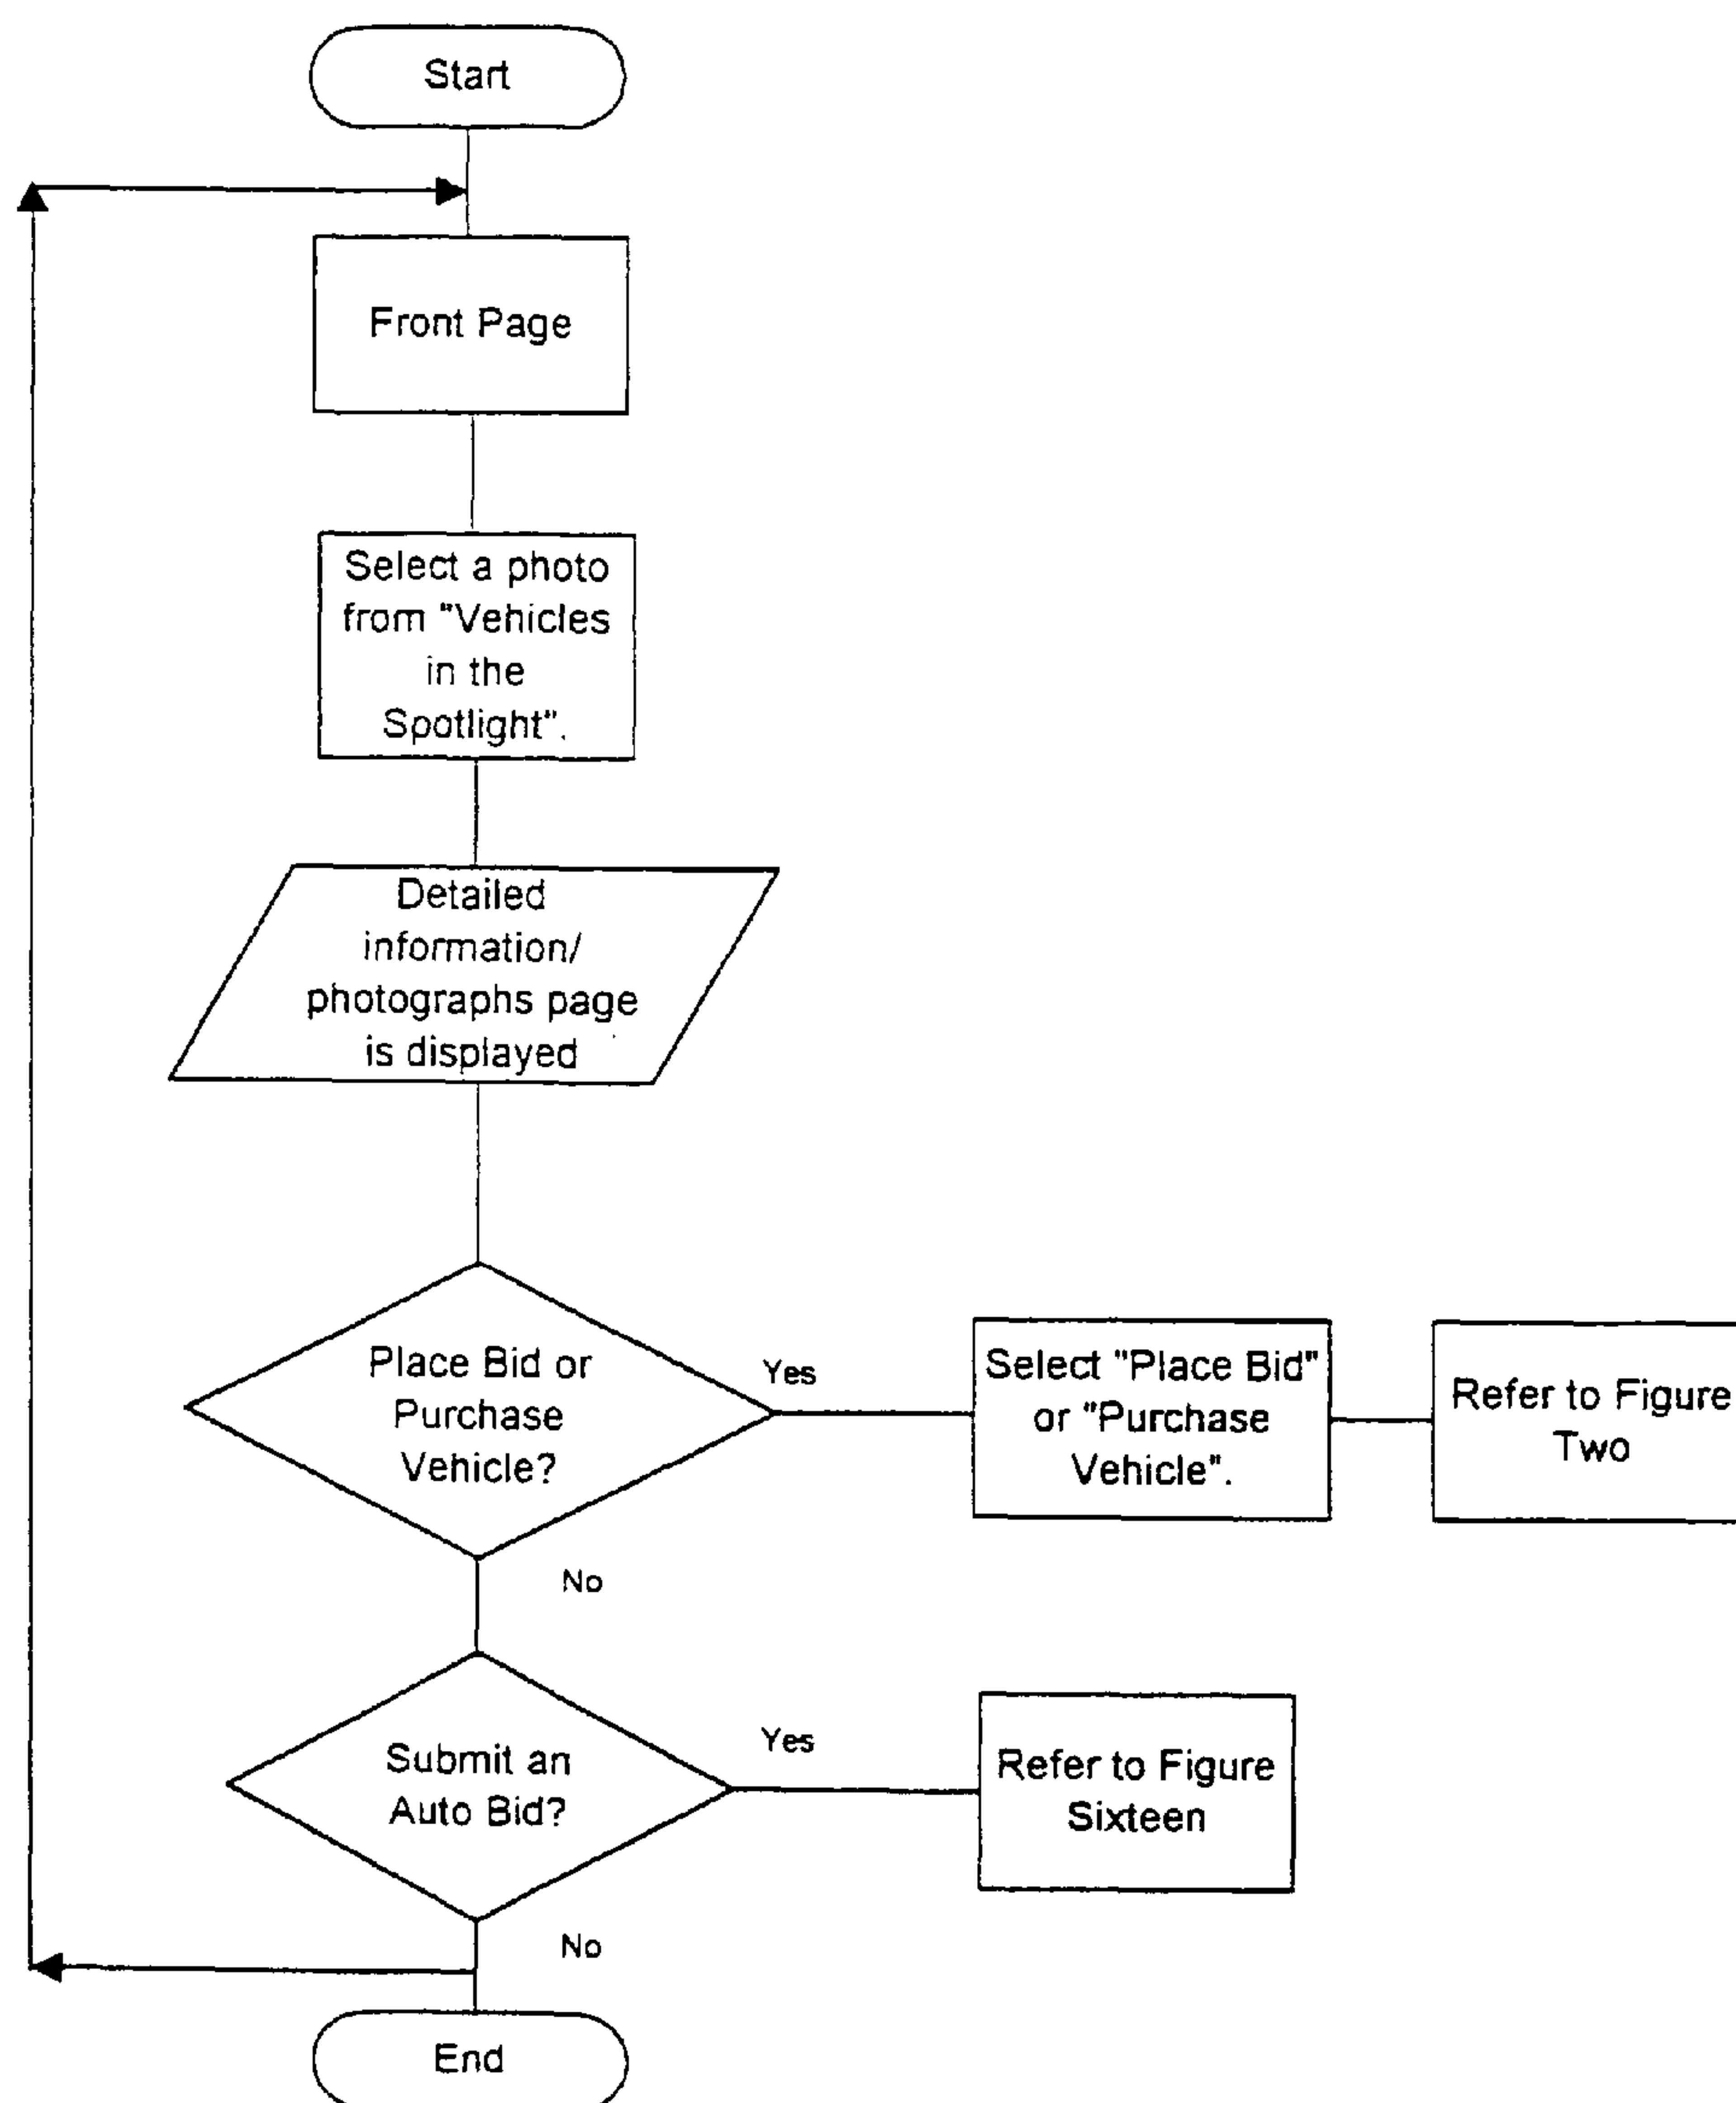 Start
Front Page
Select a photo
from "Vehicles
in the
Spotlight".
Detailed
information/
photographs page
is displayed
Place Bid or
Purchase
Vehicle?
Yes
Select "Place Bid"
or "Purchase
Vehicle".
Refer to Figure
Two
No
Submit an
Auto Bid?
Yes
Refer to Figure
Sixteen
No
End